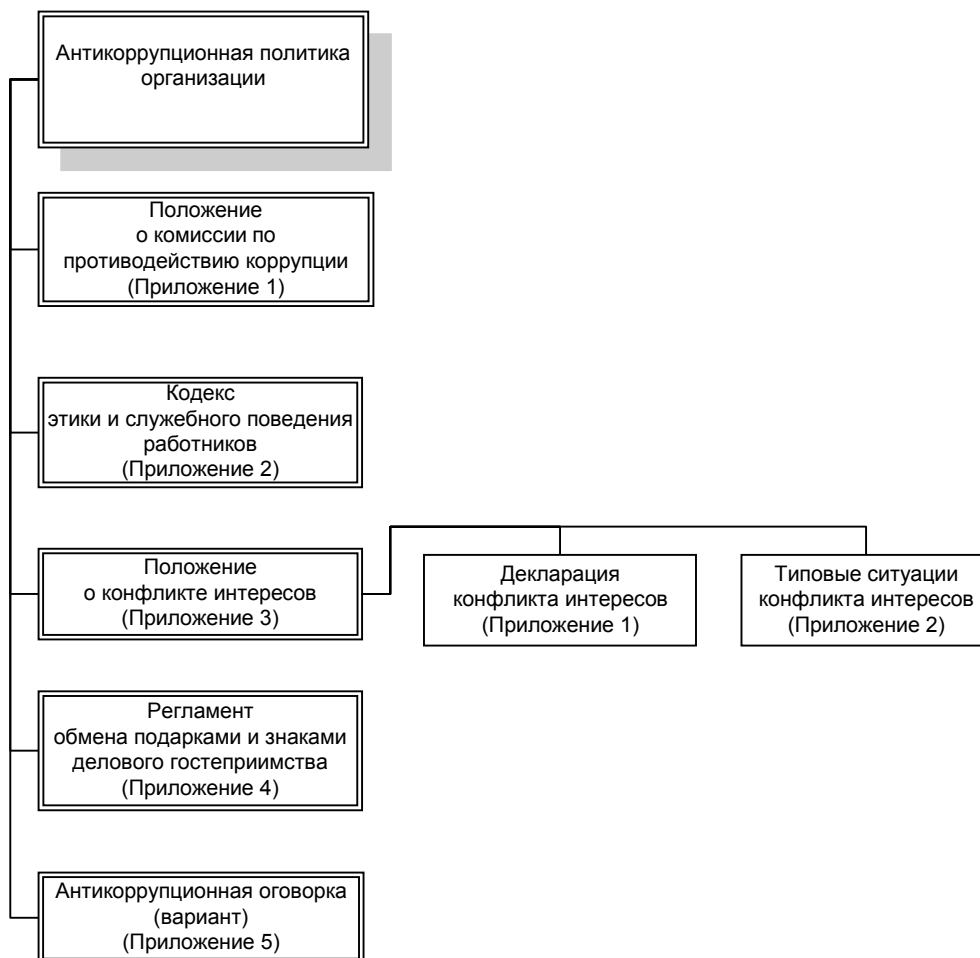 Антикоррупционная политика
организации
Положение
о комиссии по
противодействию коррупции
(Приложение 1)
Кодекс
этики и служебного поведения
работников
(Приложение 2)
Положение
о конфликте интересов
(Приложение 3)
Декларация
конфликта интересов
(Приложение 1)
Типовые ситуации
конфликта интересов
(Приложение 2)
Регламент
обмена подарками и знаками
делового гостеприимства
(Приложение 4)
Антикоррупционная оговорка
(вариант)
(Приложение 5)